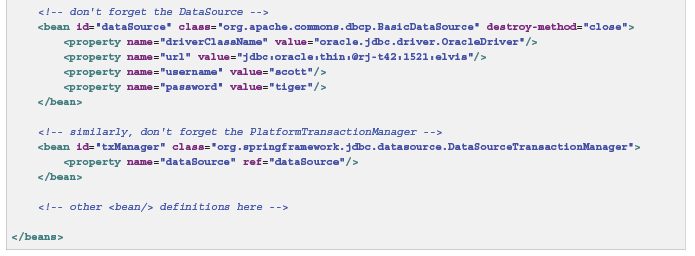 <!-- don't forget the DataSource -->
<bean id="dataSource" class="org.apache.commons.dbcp.BasicDataSource" destroy-method="close">
<property name="driverClassName" value="oracle.jdbc.driver.OracleDriver"/>
<property name="url" value="jdbc:oracle:thin:@rj-t42:1521:elvis"/>
<property name="username" value="scott"/>
<property name="password" value="tiger"/>
</bean>
<!-- similarly, don't forget the PlatformTransactionManager -->
<bean id="txManager" class="org.springframework.jdbc.datasource.DataSourceTransactionManager">
<property name="dataSource" ref="dataSource"/>
</bean>
<!-- other <bean/> definitions here -->
</beans>